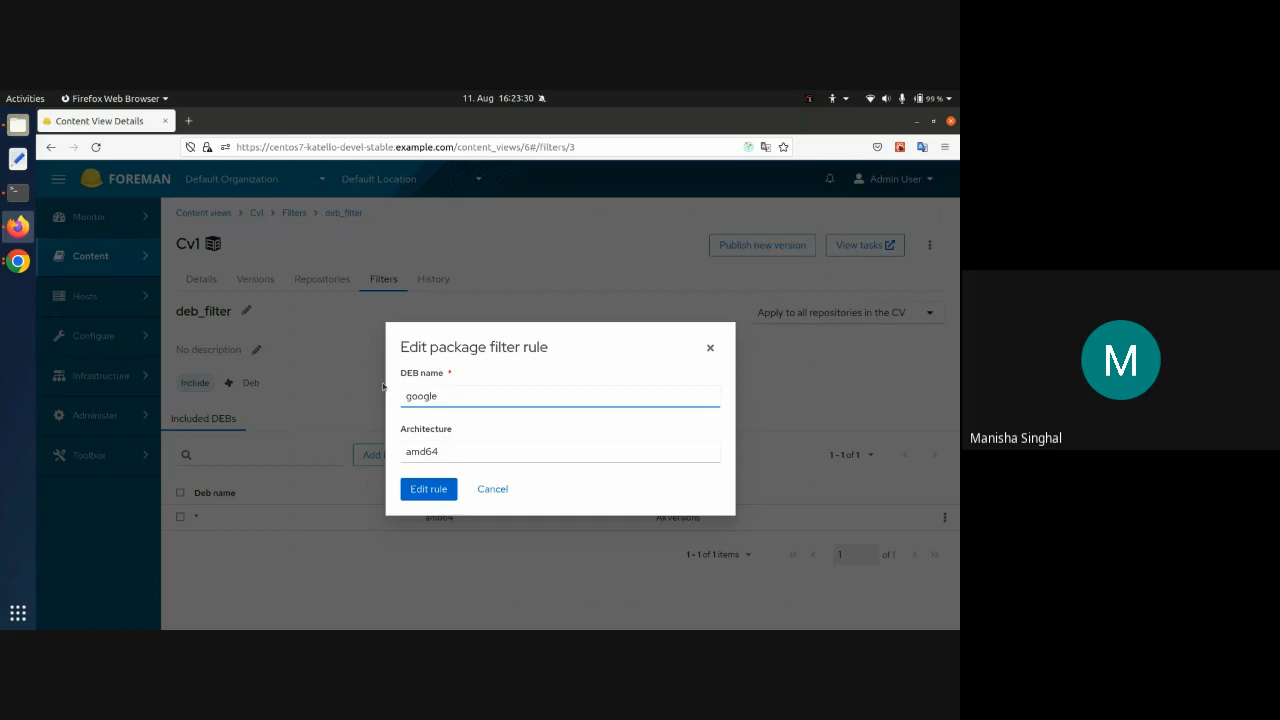 Activities
Firefox Web Browser
11. Aug 16:23:30
99 %
Content View Details
https://centos7-katello-devel-stable.example.com/content_views/6#/filters/3
FOREMAN
Default Organization
Default Location
Admin User
Monitor
Content
Hosts
Configure
Infrastructure
Administer
Toolbox
Content views > Cv1 > Filters > deb_filter
Cv1
Publish new version
View tasks
Details
Versions
Repositories
Filters
History
deb_filter
Apply to all repositories in the CV
No description
Include
Deb
Included DEBs
Add
1 - 1 of 1
Deb name
*
amd64
All versions
1 - 1 of 1 items
1 of 1
Edit package filter rule
DEB name *
google
Architecture
amd64
Edit rule
Cancel
M
Manisha Singhal